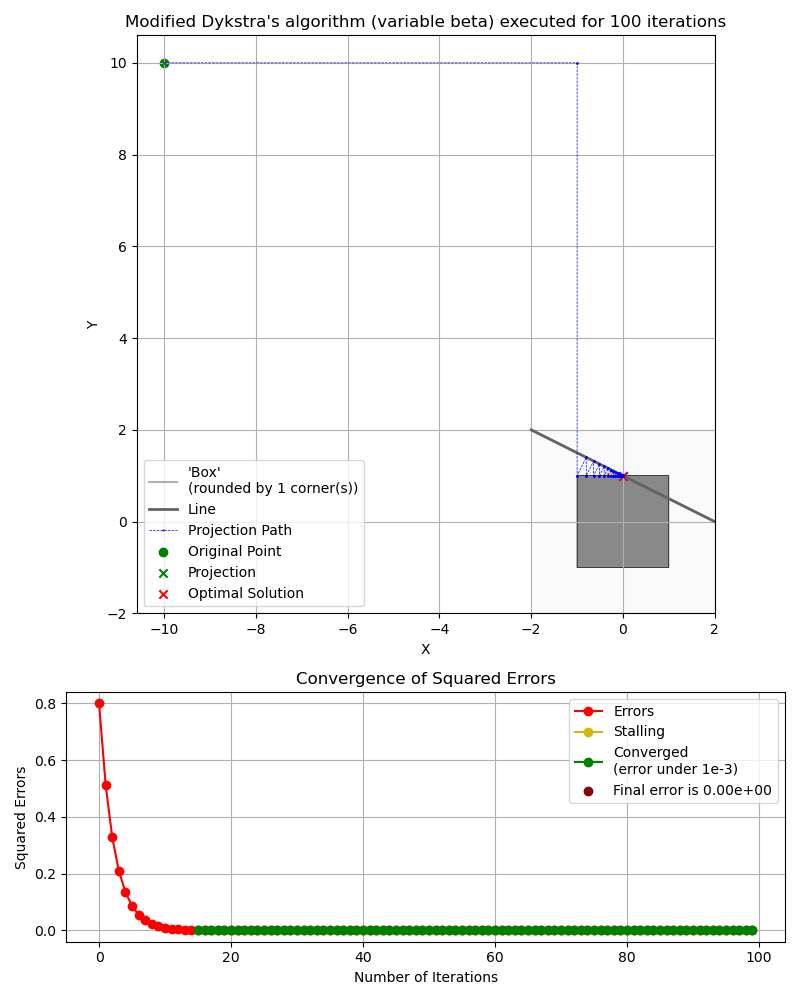 Modified Dykstra's algorithm (variable beta) executed for 100 iterations
10
8
6
4
2
0
−2
Y
'Box'
(rounded by 1 corner(s))
Line
Projection Path
Original Point
Projection
Optimal Solution
−10
−8
−6
−4
−2
0
2
X
Convergence of Squared Errors
0.8
0.6
0.4
0.2
0.0
Squared Errors
Errors
Stalling
Converged
(error under 1e-3)
Final error is 0.00e+00
0
20
40
60
80
100
Number of Iterations